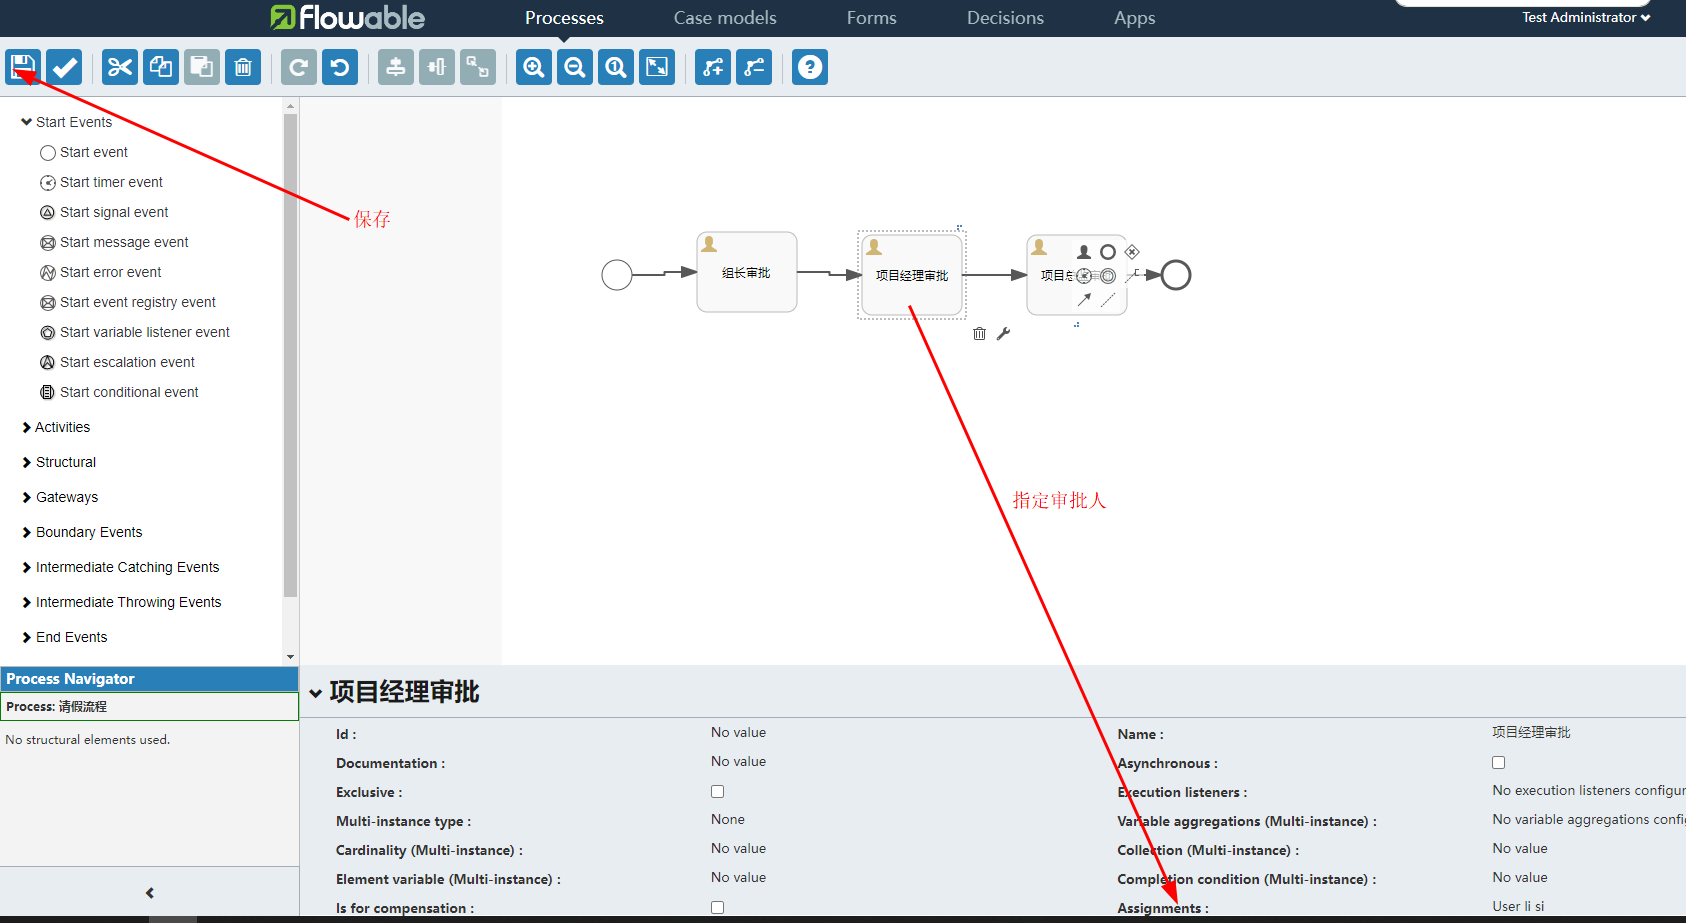 flowable
Processes
Case models
Forms
Decisions
Apps
Test Administrator
Start Events
Start event
Start timer event
Start signal event
Start message event
Start error event
Start event registry event
Start variable listener event
Start escalation event
Start conditional event
Activities
Structural
Gateways
Boundary Events
Intermediate Catching Events
Intermediate Throwing Events
End Events
保存
组长审批
项目经理审批
项目总
指定审批人
Process Navigator
Process: 请假流程
No structural elements used.
项目经理审批
Id : No value
Name : 项目经理审批
Documentation : No value
Asynchronous :
Exclusive :
Execution listeners : No execution listeners configur
Multi-instance type : None
Variable aggregations (Multi-instance) : No variable aggregations confi
Cardinality (Multi-instance) : No value
Collection (Multi-instance) : No value
Element variable (Multi-instance) : No value
Completion condition (Multi-instance) : No value
Is for compensation :
Assignments : User li si